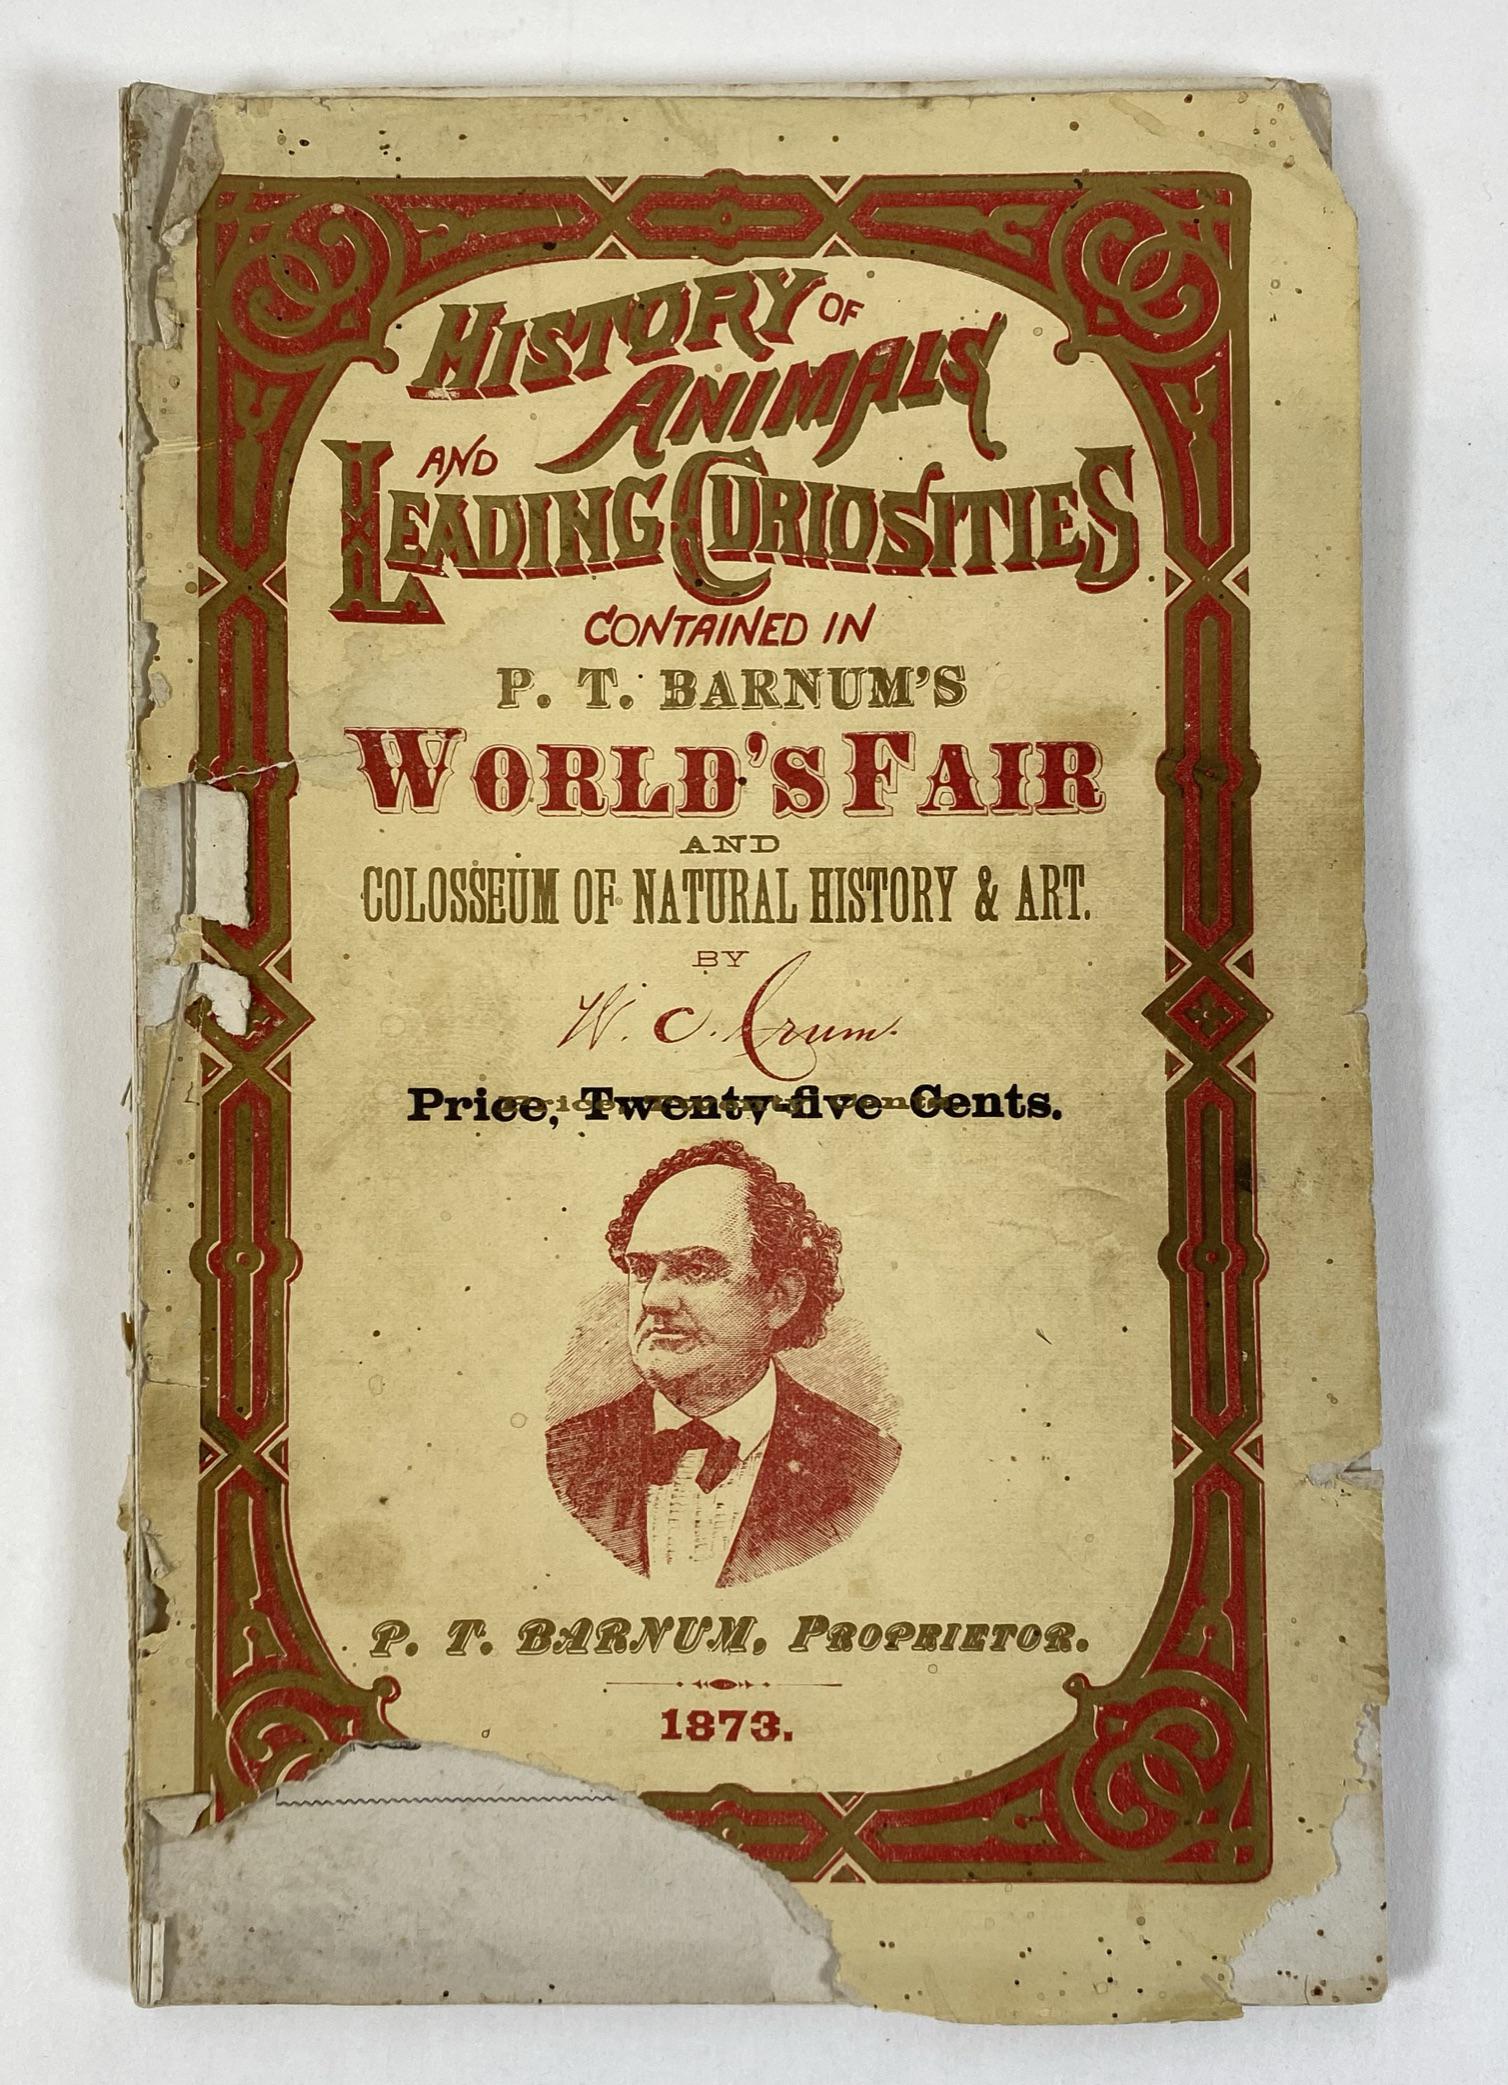 HISTORY OF
ANIMALS
AND
LEADING CURIOSITIES
CONTAINED IN
P. T. BARNUM'S
WORLD'S FAIR
AND
COLOSSEUM OF NATURAL HISTORY & ART.
BY
W. C. Crum.
Price, Twenty-five Cents.
P. T. BARNUM, PROPRIETOR.
1873.